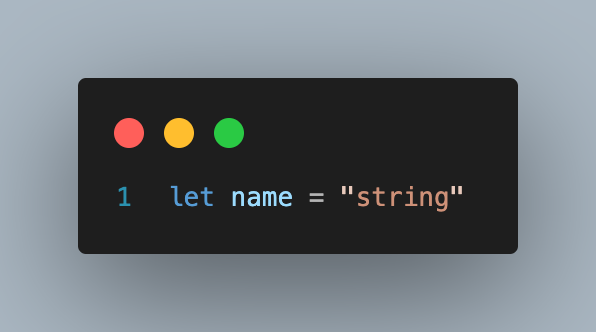 1 let name = "string"